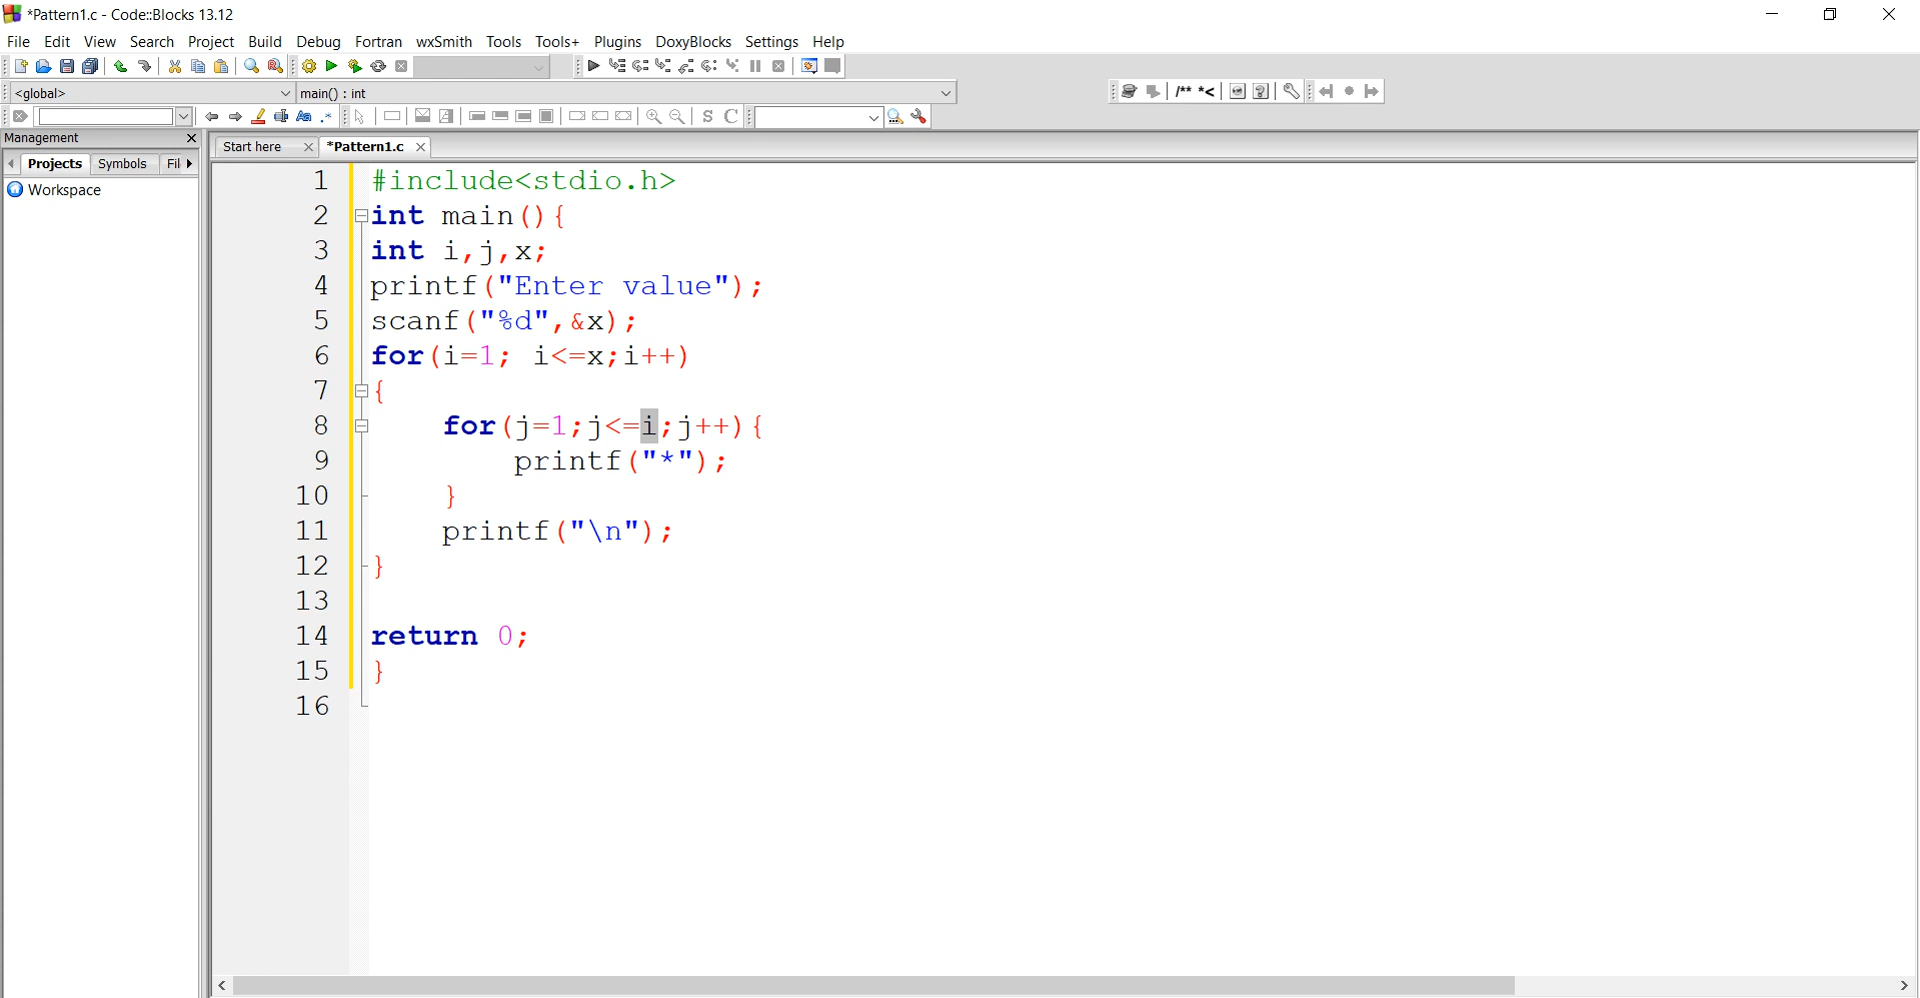 *Pattern1.c - Code::Blocks 13.12
File Edit View Search Project Build Debug Fortran wxSmith Tools Tools+ Plugins DoxyBlocks Settings Help
<global> main() : int
/** *<
Aa .* S C
Management
Projects Symbols Fil
Workspace
Start here *Pattern1.c
1 #include<stdio.h>
2 int main(){
3 int i,j,x;
4 printf("Enter value");
5 scanf("%d",&x);
6 for(i=1; i<=x;i++)
7 {
8     for(j=1;j<=i;j++){
9         printf("*");
10     }
11     printf("\n");
12 }
13
14 return 0;
15 }
16